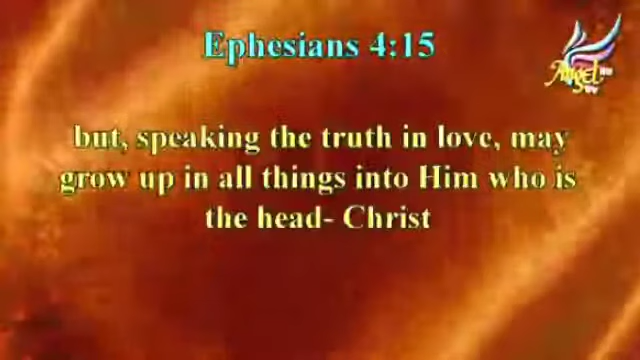 Ephesians 4:15
Angel
TV
but, speaking the truth in love, may
grow up in all things into Him who is
the head- Christ